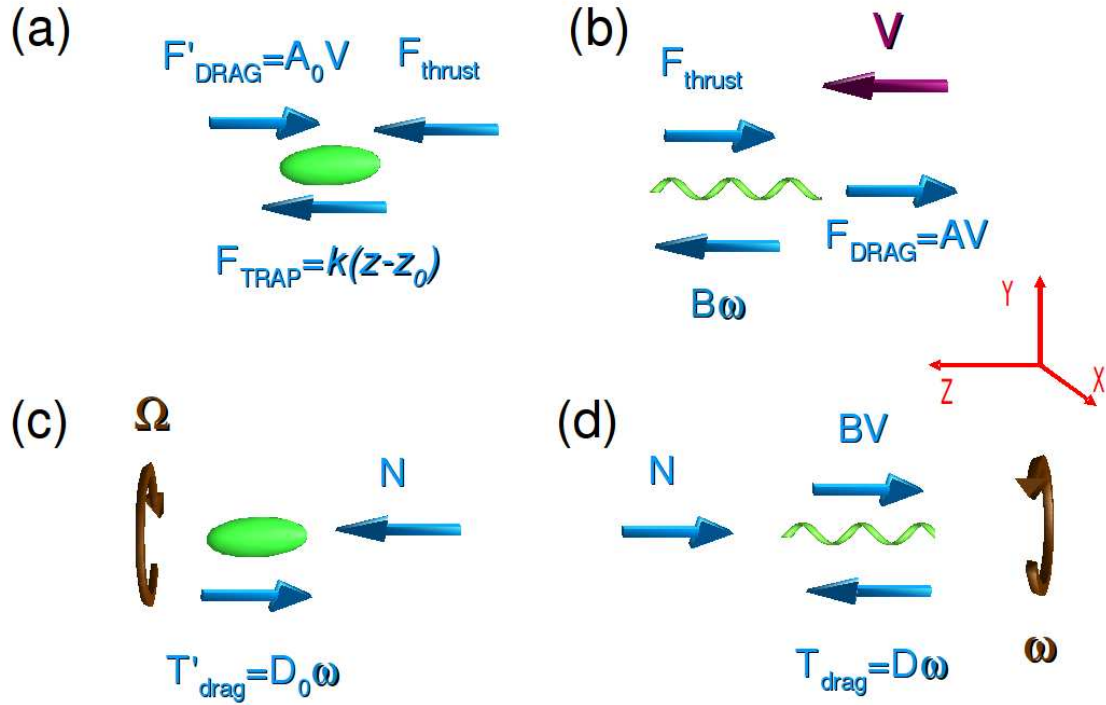 (a)
F'DRAG=A0V
Fthrust
FTRAP=k(z-z0)
(b)
V
Fthrust
FDRAG=AV
Bω
Y
Z
X
(c)
Ω
N
T'drag=D0ω
(d)
BV
N
Tdrag=Dω
ω